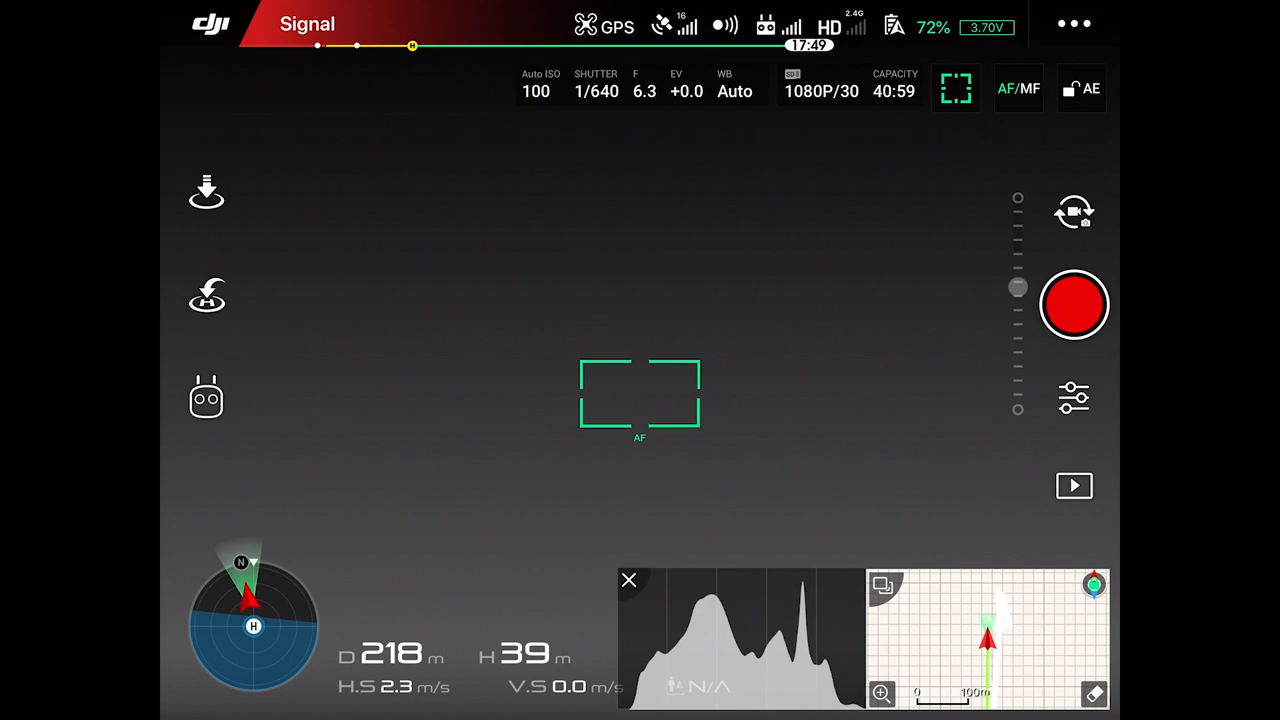 dji Signal GPS 16 HD 2.4G 72% 3.70V
H 17:49
Auto ISO SHUTTER F EV WB SD CAPACITY
100 1/640 6.3 +0.0 Auto 1080P/30 40:59 AF/MF AE
H
AF
N
H
D 218 m H 39 m
H.S 2.3 m/s V.S 0.0 m/s N/A
0 100m